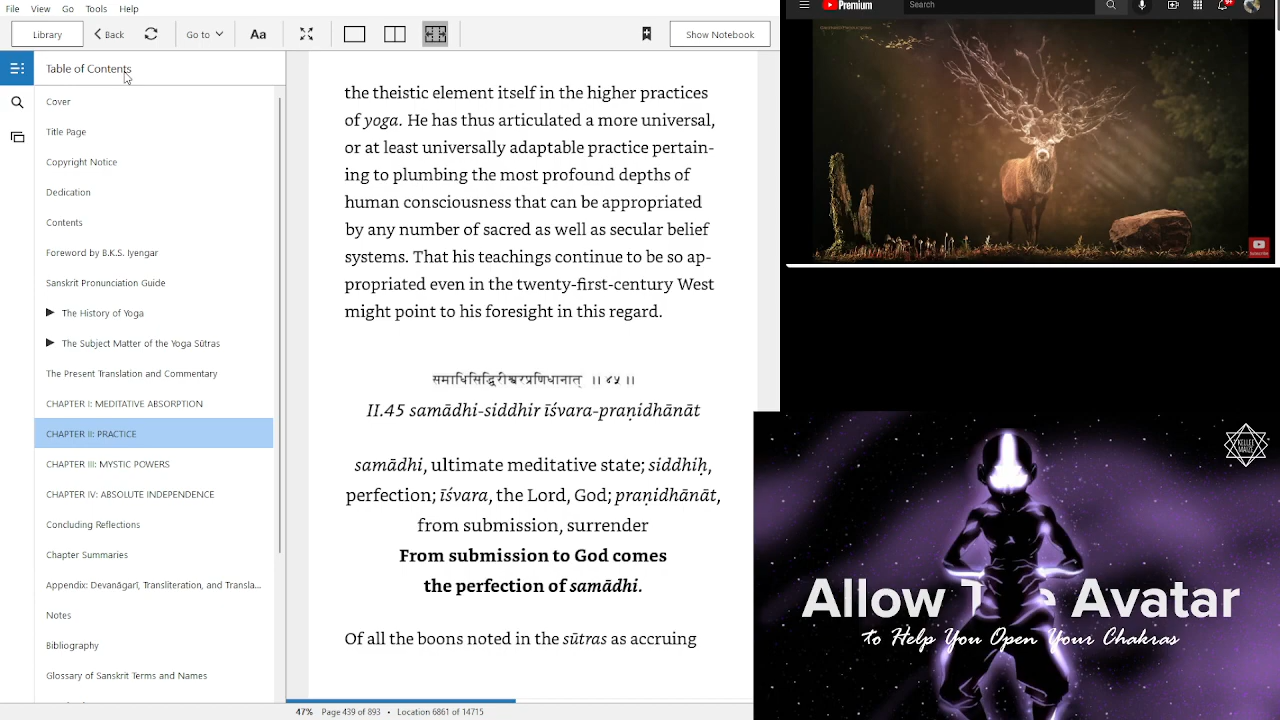 File View Go Tools Help
Library Back Go to Aa Show Notebook
Table of Contents
Cover
Title Page
Copyright Notice
Dedication
Contents
Foreword by B.K.S. Iyengar
Sanskrit Pronunciation Guide
The History of Yoga
The Subject Matter of the Yoga Sūtras
The Present Translation and Commentary
CHAPTER I: MEDITATIVE ABSORPTION
CHAPTER II: PRACTICE
CHAPTER III: MYSTIC POWERS
CHAPTER IV: ABSOLUTE INDEPENDENCE
Concluding Reflections
Chapter Summaries
Appendix: Devanāgarī, Transliteration, and Transla...
Notes
Bibliography
Glossary of Sanskrit Terms and Names
the theistic element itself in the higher practices
of yoga. He has thus articulated a more universal,
or at least universally adaptable practice pertain-
ing to plumbing the most profound depths of
human consciousness that can be appropriated
by any number of sacred as well as secular belief
systems. That his teachings continue to be so ap-
propriated even in the twenty-first-century West
might point to his foresight in this regard.
समाधिसिद्धिरीश्वरप्रणिधानात् ।। ४५ ।।
II.45 samādhi-siddhir īśvara-praṇidhānāt
samādhi, ultimate meditative state; siddhiḥ,
perfection; īśvara, the Lord, God; praṇidhānāt,
from submission, surrender
From submission to God comes
the perfection of samādhi.
Of all the boons noted in the sūtras as accruing
47% Page 439 of 893 • Location 6861 of 14715
Premium
Search
9+
Subscribe
KELLEE MAIZE
Allow The Avatar
to Help You Open Your Chakras